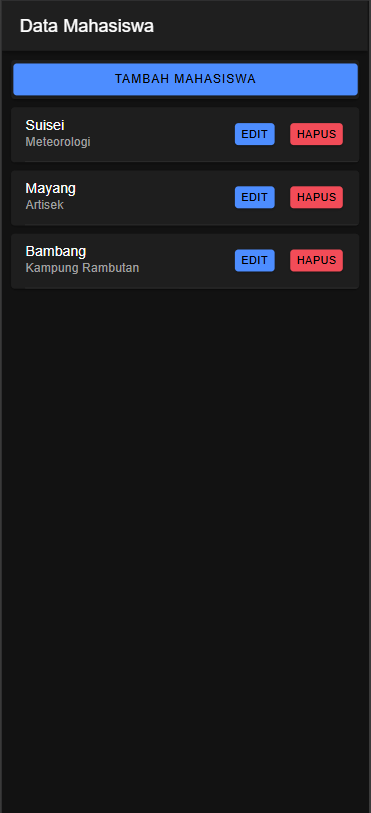 Data Mahasiswa
TAMBAH MAHASISWA
Suisei
Meteorologi
EDIT
HAPUS
Mayang
Artisek
EDIT
HAPUS
Bambang
Kampung Rambutan
EDIT
HAPUS